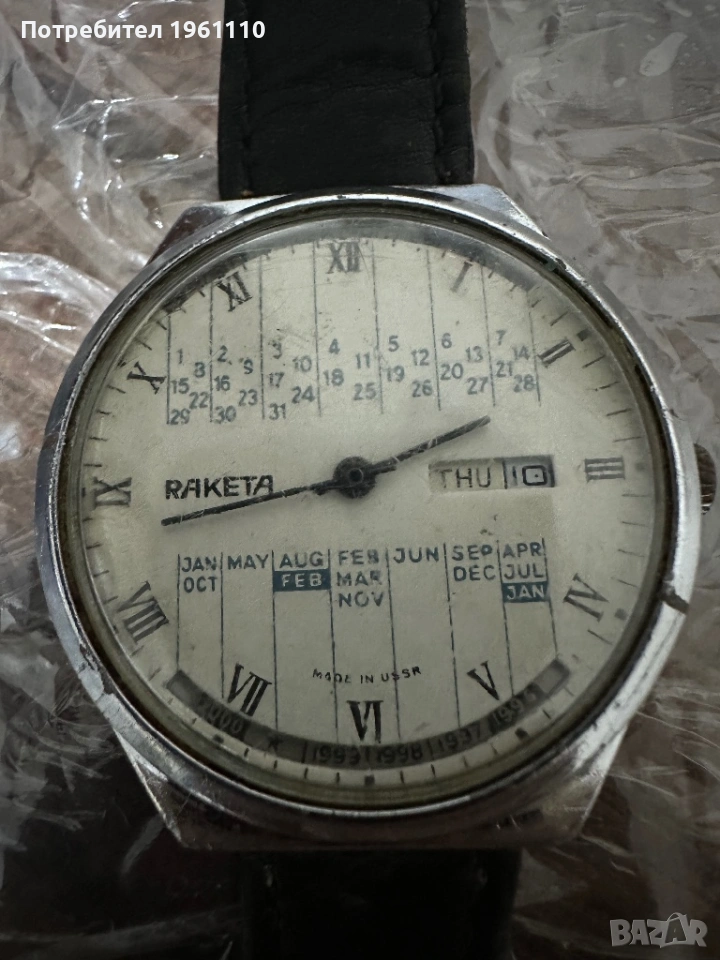 Потребител 1961110
XII
XI I
X II
1 2 3 4 5 6 7
8 9 10 11 12 13 14
15 16 17 18 19 20 21
22 23 24 25 26 27 28
29 30 31
IX RAKETA THU 10 III
JAN MAY AUG FEB JUN SEP APR
OCT FEB MAR DEC JUL
NOV JAN
VIII IV
MADE IN USSR
VII VI V
1993 1998
BAZAR